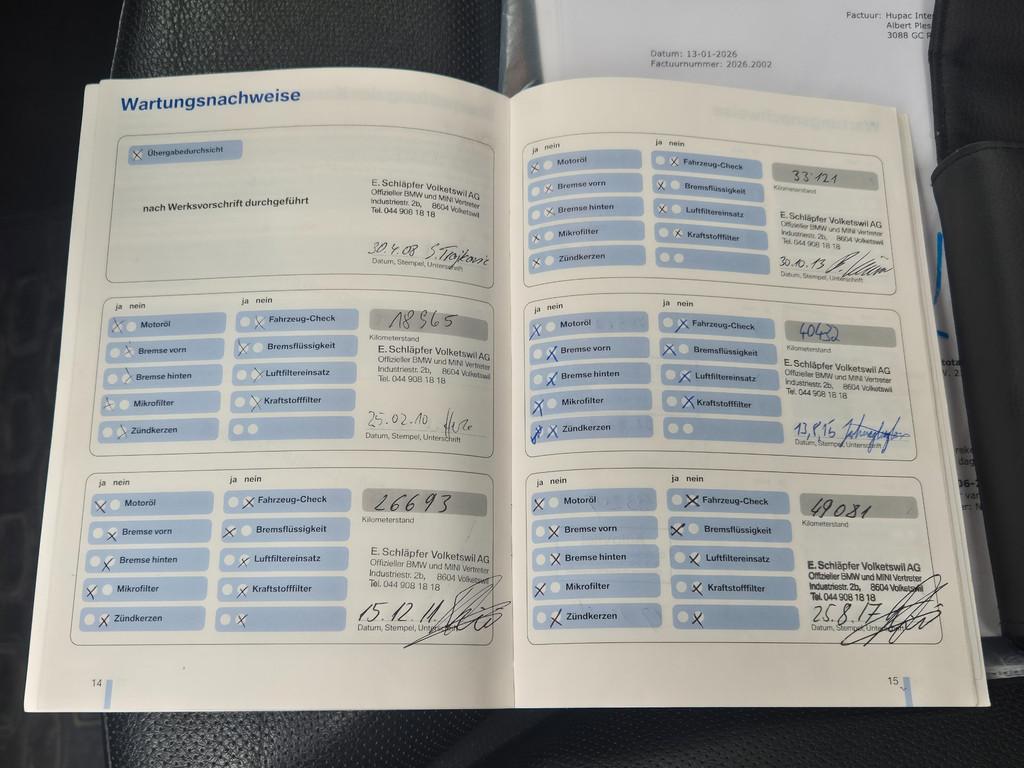 Factuur: Hupac
Albert
3088 GC
Datum: 13-01-2026
Factuurnummer: 2026.2002
Wartungsnachweise
Übergabedurchsicht
nach Werksvorschrift durchgeführt
E. Schläpfer Volketswil AG
Offizieller BMW und MINI Vertreter
Industriestr. 2b, 8604 Volketswil
Tel. 044 908 18 18
30.4.08 S. Trajkovic
Datum, Stempel, Unterschrift
ja nein
ja nein
Motoröl
Fahrzeug-Check
18965
Bremse vorn
Bremsflüssigkeit
Kilometerstand
Bremse hinten
Luftfiltereinsatz
Mikrofilter
Kraftstofffilter
Zündkerzen
E. Schläpfer Volketswil AG
Offizieller BMW und MINI Vertreter
Industriestr. 2b, 8604 Volketswil
Tel. 044 908 18 18
25.02.10
Datum, Stempel, Unterschrift
Motoröl
Fahrzeug-Check
26693
Bremse vorn
Bremsflüssigkeit
Kilometerstand
Bremse hinten
Luftfiltereinsatz
Mikrofilter
Kraftstofffilter
Zündkerzen
E. Schläpfer Volketswil AG
Offizieller BMW und MINI Vertreter
Industriestr. 2b, 8604 Volketswil
Tel. 044 908 18 18
15.12.11
Datum, Stempel, Unterschrift
14
ja nein
ja nein
Motoröl
Fahrzeug-Check
33121
Bremse vorn
Bremsflüssigkeit
Kilometerstand
Bremse hinten
Luftfiltereinsatz
Mikrofilter
Kraftstofffilter
Zündkerzen
E. Schläpfer Volketswil AG
Offizieller BMW und MINI Vertreter
Industriestr. 2b, 8604 Volketswil
Tel. 044 908 18 18
30.10.13
Datum, Stempel, Unterschrift
ja nein
ja nein
Motoröl
Fahrzeug-Check
40432
Bremse vorn
Bremsflüssigkeit
Kilometerstand
Bremse hinten
Luftfiltereinsatz
Mikrofilter
Kraftstofffilter
Zündkerzen
E. Schläpfer Volketswil AG
Offizieller BMW und MINI Vertreter
Industriestr. 2b, 8604 Volketswil
Tel. 044 908 18 18
13.8.15
Datum, Stempel, Unterschrift
ja nein
ja nein
Motoröl
Fahrzeug-Check
49081
Bremse vorn
Bremsflüssigkeit
Kilometerstand
Bremse hinten
Luftfiltereinsatz
Mikrofilter
Kraftstofffilter
Zündkerzen
E. Schläpfer Volketswil AG
Offizieller BMW und MINI Vertreter
Industriestr. 2b, 8604 Volketswil
Tel. 044 908 18 18
25.8.17
Datum, Stempel, Unterschrift
15